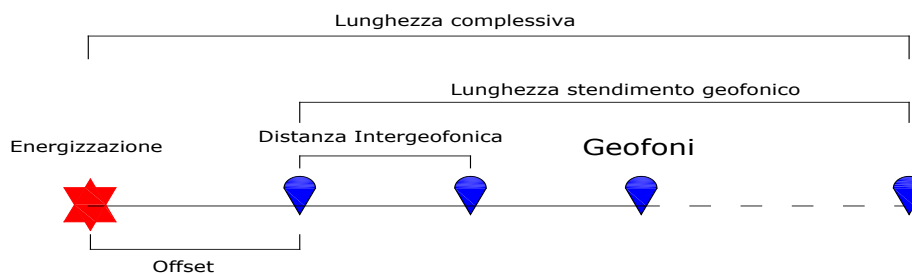 Lunghezza complessiva
Lunghezza stendimento geofonico
Distanza Intergeofonica
Geofoni
Energizzazione
Offset